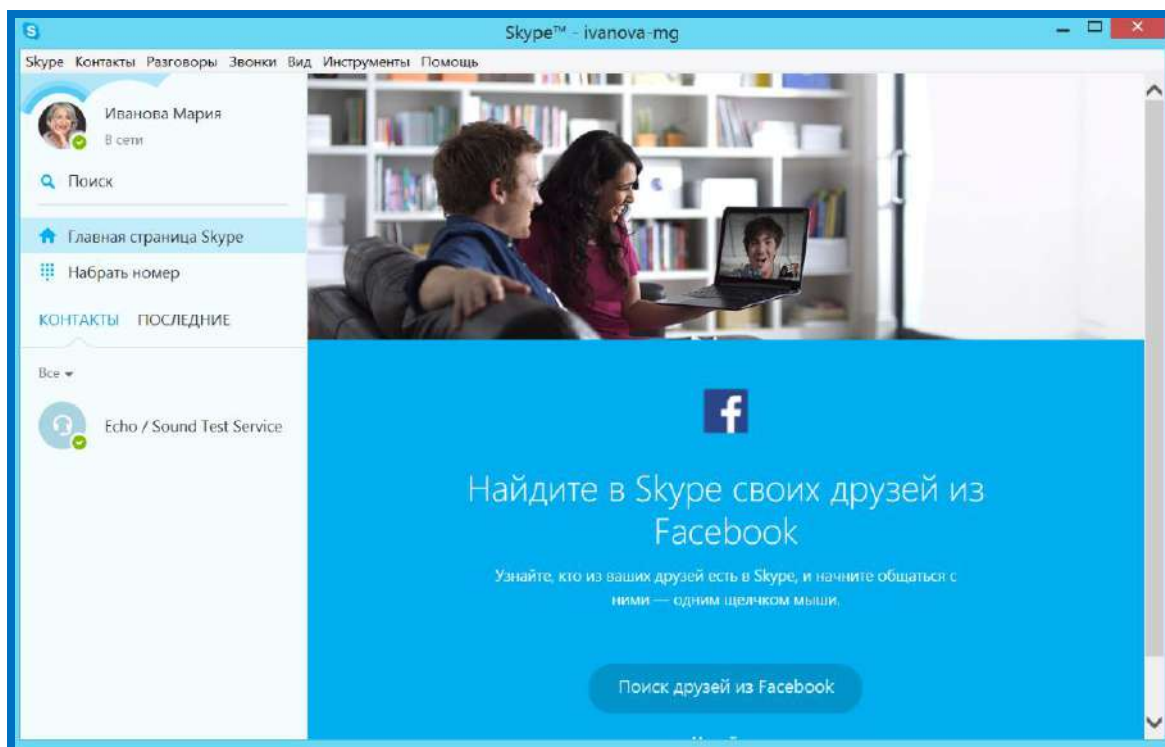 Skype™ - ivanova-mg
Skype Контакты Разговоры Звонки Вид Инструменты Помощь
Иванова Мария
В сети
Поиск
Главная страница Skype
Набрать номер
КОНТАКТЫ ПОСЛЕДНИЕ
Все
Echo / Sound Test Service
Найдите в Skype своих друзей из
Facebook
Узнайте, кто из ваших друзей есть в Skype, и начните общаться с
ними — одним щелчком мыши.
Поиск друзей из Facebook